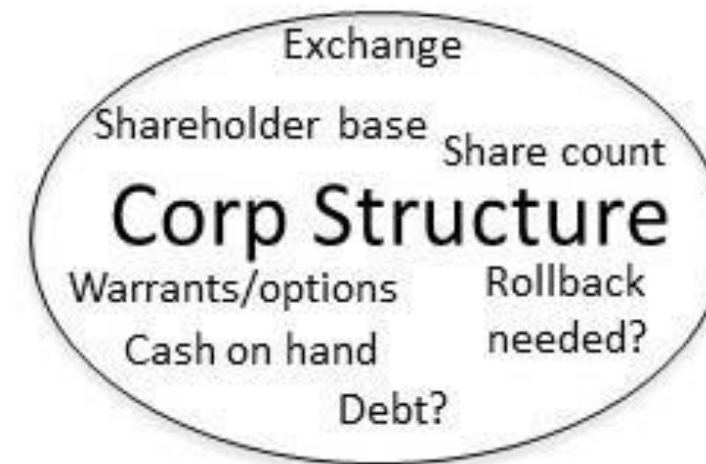 Exchange
Shareholder base
Share count
Corp Structure
Warrants/options
Rollback
needed?
Cash on hand
Debt?